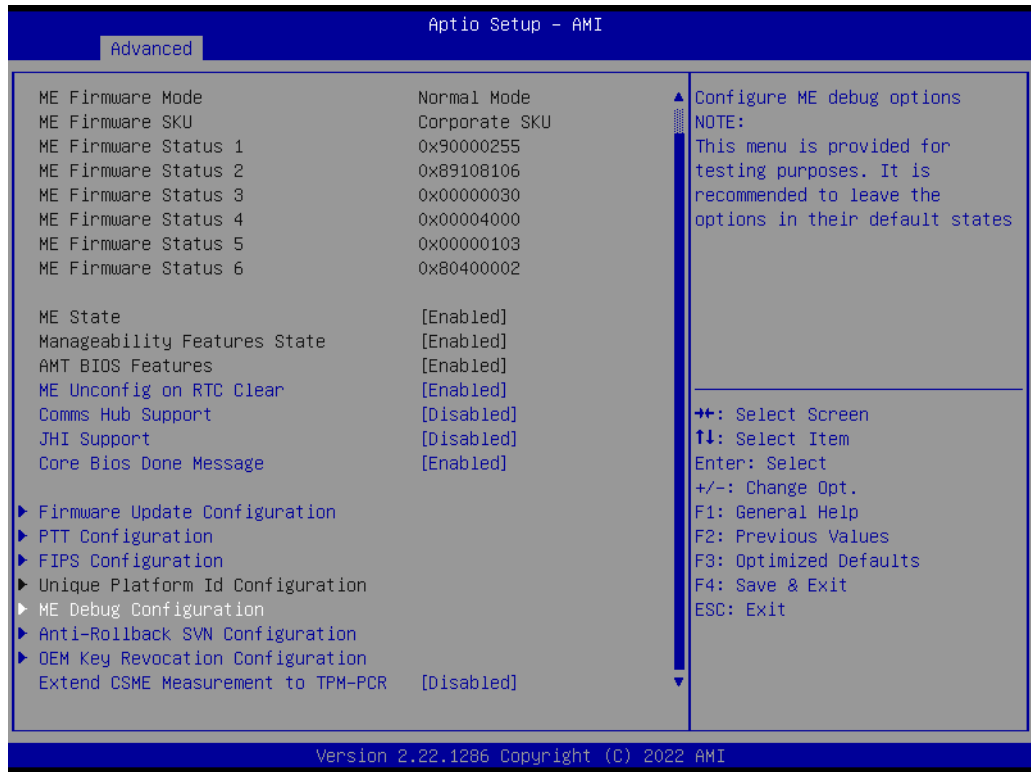 Aptio Setup – AMI
Advanced
ME Firmware Mode Normal Mode
ME Firmware SKU Corporate SKU
ME Firmware Status 1 0x90000255
ME Firmware Status 2 0x89108106
ME Firmware Status 3 0x00000030
ME Firmware Status 4 0x00004000
ME Firmware Status 5 0x00000103
ME Firmware Status 6 0x80400002
ME State [Enabled]
Manageability Features State [Enabled]
AMT BIOS Features [Enabled]
ME Unconfig on RTC Clear [Enabled]
Comms Hub Support [Disabled]
JHI Support [Disabled]
Core Bios Done Message [Enabled]
Firmware Update Configuration
PTT Configuration
FIPS Configuration
Unique Platform Id Configuration
ME Debug Configuration
Anti-Rollback SVN Configuration
OEM Key Revocation Configuration
Extend CSME Measurement to TPM-PCR [Disabled]
Configure ME debug options
NOTE:
This menu is provided for
testing purposes. It is
recommended to leave the
options in their default states
→←: Select Screen
↑↓: Select Item
Enter: Select
+/-: Change Opt.
F1: General Help
F2: Previous Values
F3: Optimized Defaults
F4: Save & Exit
ESC: Exit
Version 2.22.1286 Copyright (C) 2022 AMI